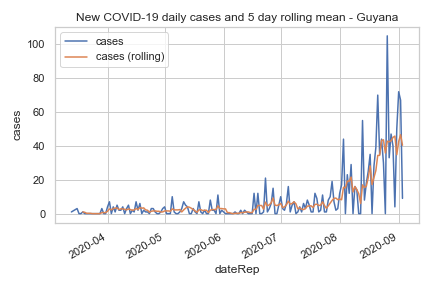 New COVID-19 daily cases and 5 day rolling mean - Guyana
cases
cases (rolling)
100
80
60
40
20
0
cases
2020-04
2020-05
2020-06
2020-07
2020-08
2020-09
dateRep